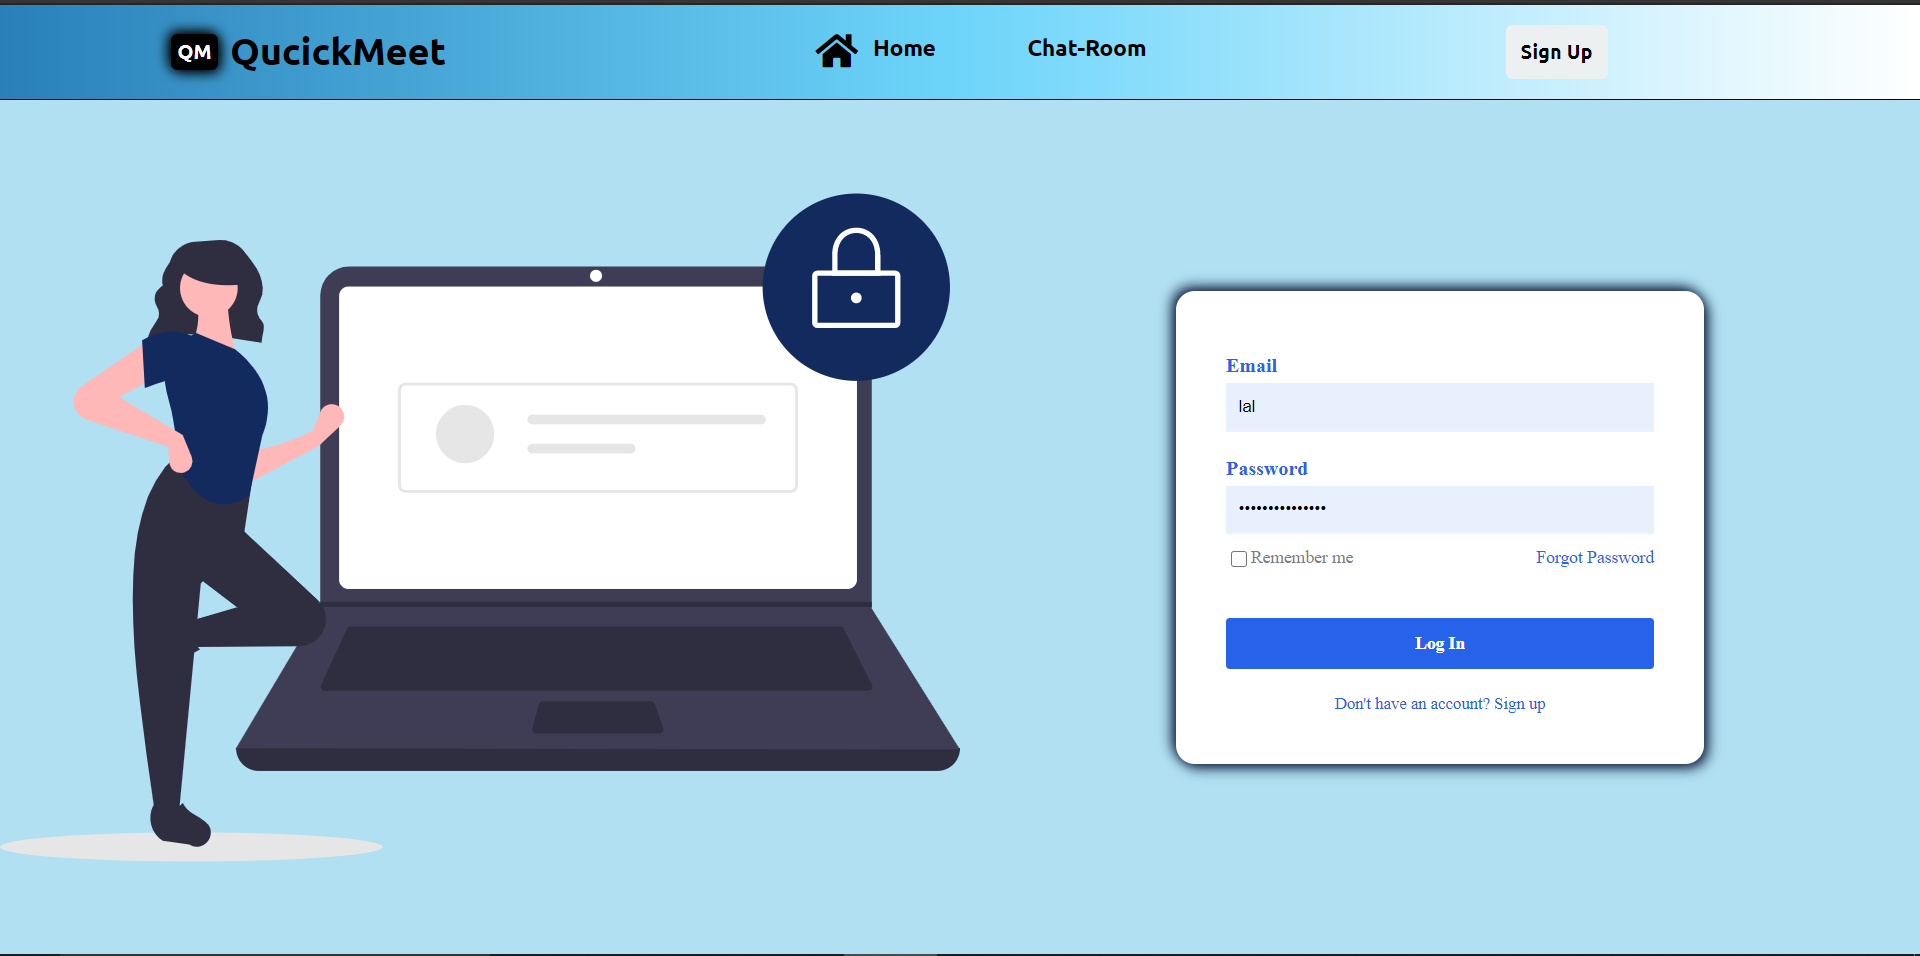 QM QucickMeet Home Chat-Room Sign Up
Email
lal
Password
•••••••••••••••
Remember me Forgot Password
Log In
Don't have an account? Sign up